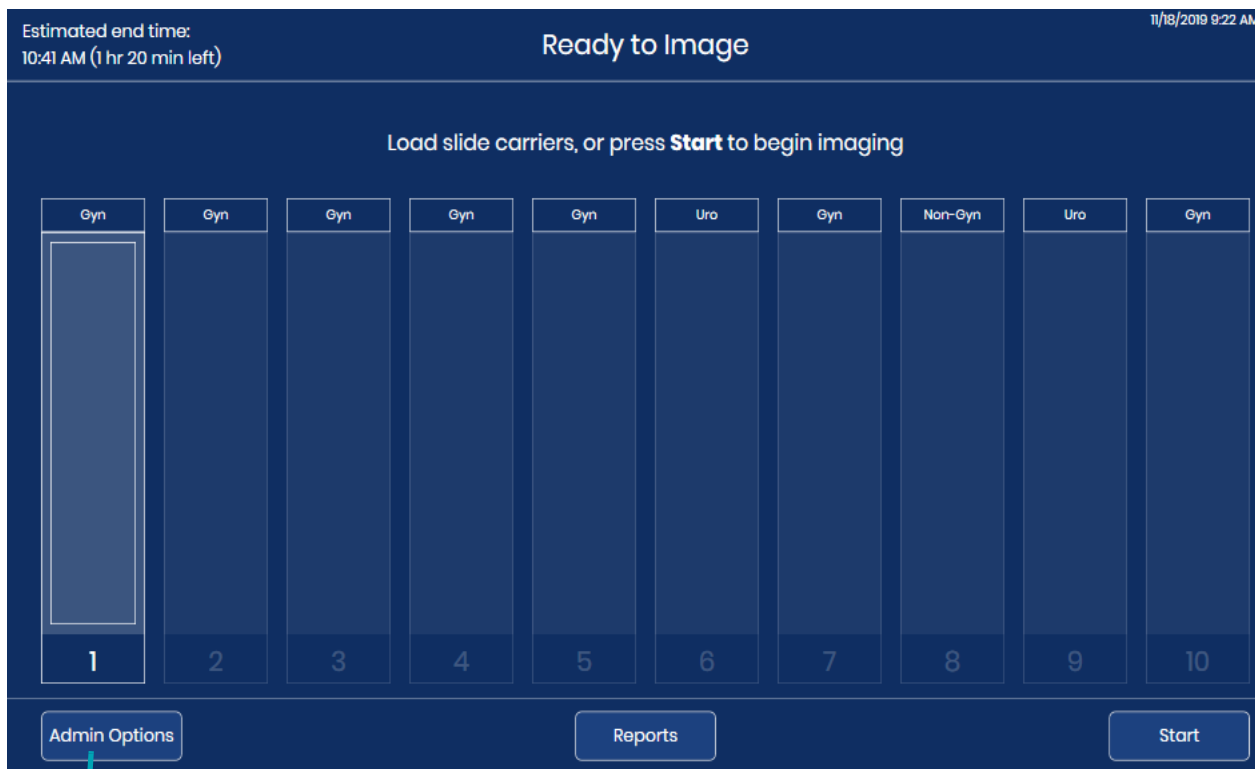 Estimated end time:
10:41 AM (1 hr 20 min left)
Ready to Image
11/18/2019 9:22 AM
Load slide carriers, or press Start to begin imaging
Gyn Gyn Gyn Gyn Gyn Uro Gyn Non-Gyn Uro Gyn
1 2 3 4 5 6 7 8 9 10
Admin Options Reports Start